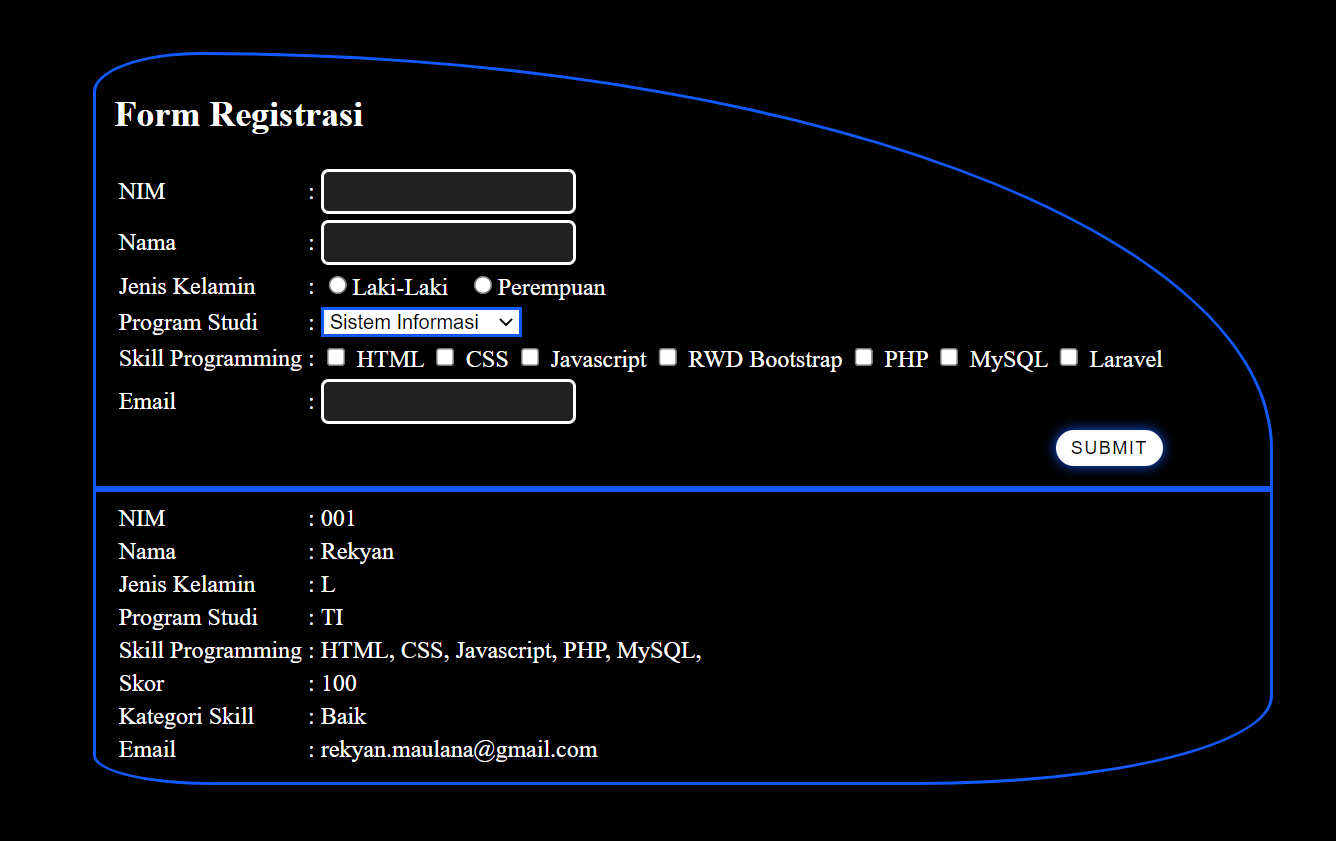 Form Registrasi
NIM :
Nama :
Jenis Kelamin : Laki-Laki Perempuan
Program Studi : Sistem Informasi
Skill Programming : HTML CSS Javascript RWD Bootstrap PHP MySQL Laravel
Email :
SUBMIT
NIM : 001
Nama : Rekyan
Jenis Kelamin : L
Program Studi : TI
Skill Programming : HTML, CSS, Javascript, PHP, MySQL,
Skor : 100
Kategori Skill : Baik
Email : rekyan.maulana@gmail.com